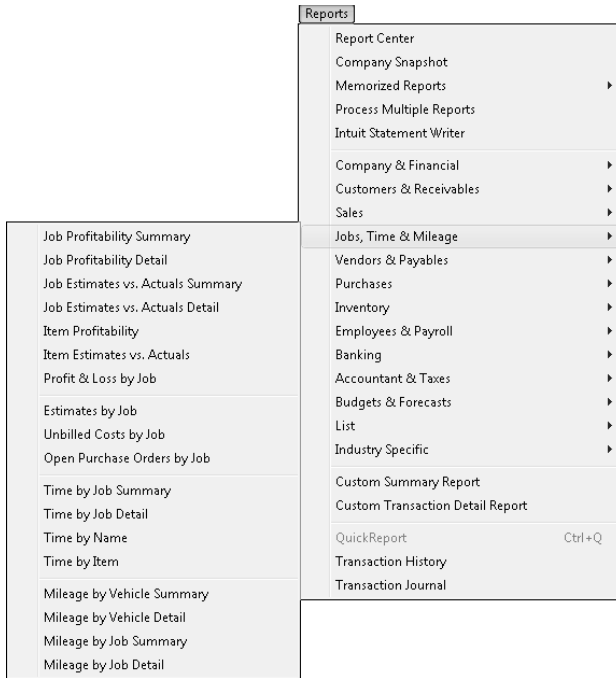 Reports
Report Center
Company Snapshot
Memorized Reports
Process Multiple Reports
Intuit Statement Writer
Company & Financial
Customers & Receivables
Sales
Jobs, Time & Mileage
Vendors & Payables
Purchases
Inventory
Employees & Payroll
Banking
Accountant & Taxes
Budgets & Forecasts
List
Industry Specific
Custom Summary Report
Custom Transaction Detail Report
QuickReport Ctrl+Q
Transaction History
Transaction Journal
Job Profitability Summary
Job Profitability Detail
Job Estimates vs. Actuals Summary
Job Estimates vs. Actuals Detail
Item Profitability
Item Estimates vs. Actuals
Profit & Loss by Job
Estimates by Job
Unbilled Costs by Job
Open Purchase Orders by Job
Time by Job Summary
Time by Job Detail
Time by Name
Time by Item
Mileage by Vehicle Summary
Mileage by Vehicle Detail
Mileage by Job Summary
Mileage by Job Detail